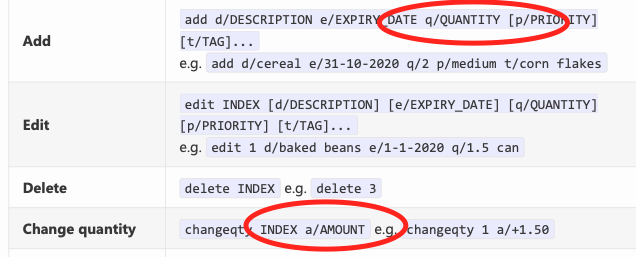 add d/DESCRIPTION e/EXPIRY_DATE q/QUANTITY [p/PRIORITY]
Add
[t/TAG]...
e.g. add d/cereal e/31-10-2020 q/2 p/medium t/corn flakes
edit INDEX [d/DESCRIPTION] [e/EXPIRY_DATE] [q/QUANTITY]
Edit
[p/PRIORITY] [t/TAG]...
e.g. edit 1 d/baked beans e/1-1-2020 q/1.5 can
Delete delete INDEX e.g. delete 3
Change quantity changeqty INDEX a/AMOUNT e.g. changeqty 1 a/+1.50